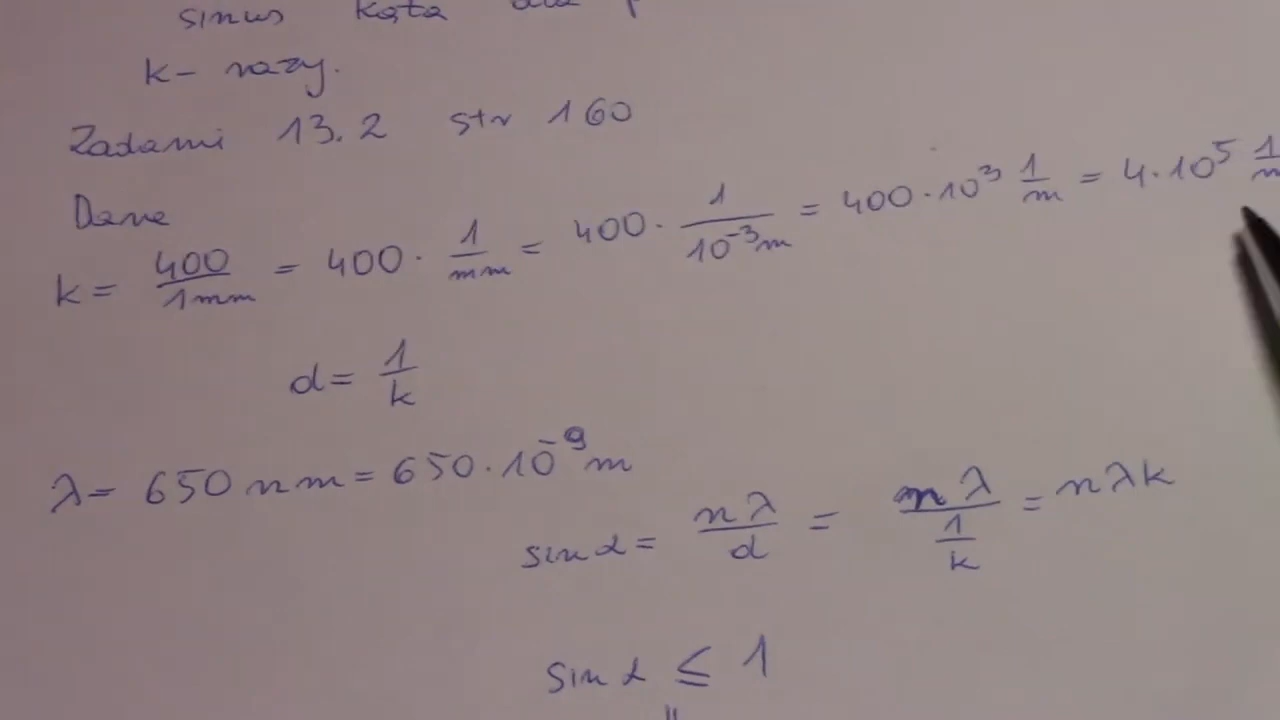 sinus kąta dla
k- razy.
Zadanie 13.2 str 160
Dane
k = 400/1mm = 400 · 1/mm = 400 · 1/10⁻³m = 400 · 10³ 1/m = 4 · 10⁵ 1/m
d = 1/k
λ = 650 nm = 650 · 10⁻⁹ m
sin α = nλ/d = nλ/(1/k) = nλk
sin α ≤ 1